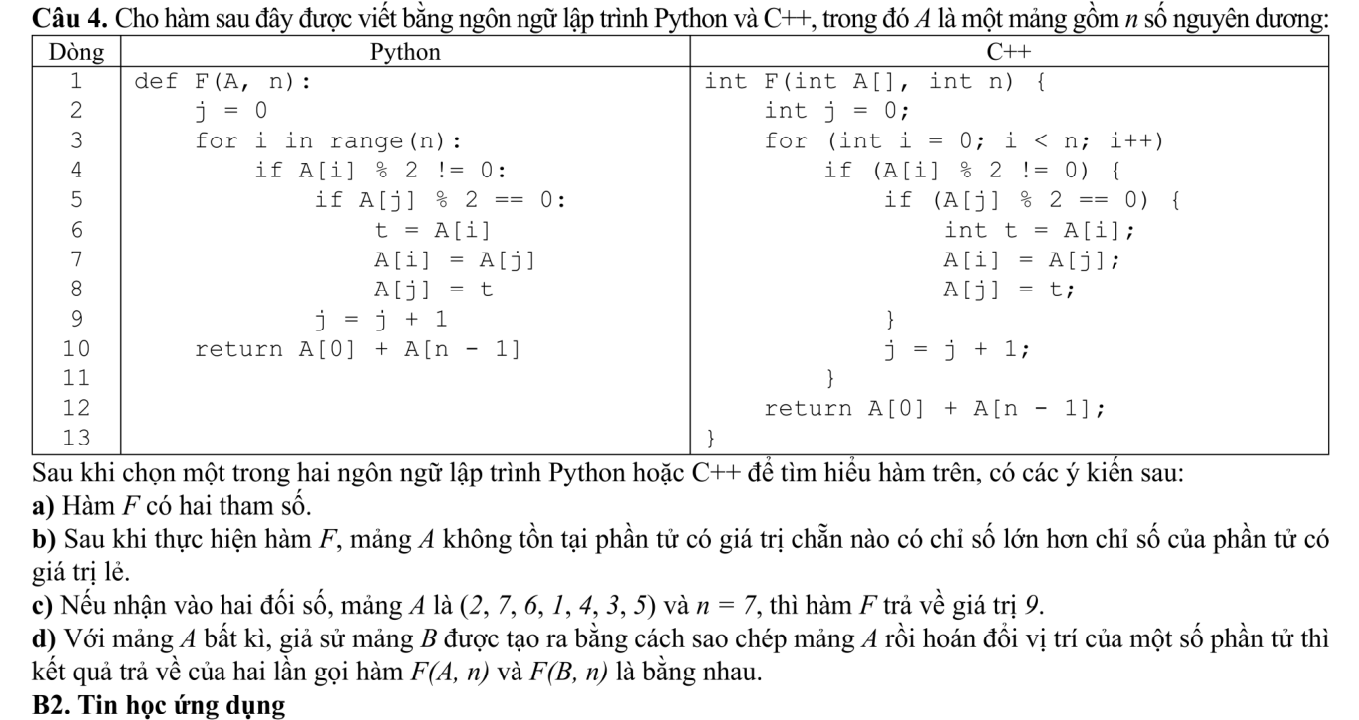 Câu 4. Cho hàm sau đây được viết bằng ngôn ngữ lập trình Python và C++, trong đó A là một mảng gồm n số nguyên dương:
Dòng Python C++
1 def F(A, n): int F(int A[], int n) {
2 j = 0 int j = 0;
3 for i in range(n): for (int i = 0; i < n; i++)
4 if A[i] % 2 != 0: if (A[i] % 2 != 0) {
5 if A[j] % 2 == 0: if (A[j] % 2 == 0) {
6 t = A[i] int t = A[i];
7 A[i] = A[j] A[i] = A[j];
8 A[j] = t A[j] = t;
9 j = j + 1 }
10 return A[0] + A[n - 1] j = j + 1;
11 }
12 return A[0] + A[n - 1];
13 }
Sau khi chọn một trong hai ngôn ngữ lập trình Python hoặc C++ để tìm hiểu hàm trên, có các ý kiến sau:
a) Hàm F có hai tham số.
b) Sau khi thực hiện hàm F, mảng A không tồn tại phần tử có giá trị chẵn nào có chỉ số lớn hơn chỉ số của phần tử có
giá trị lẻ.
c) Nếu nhận vào hai đối số, mảng A là (2, 7, 6, 1, 4, 3, 5) và n = 7, thì hàm F trả về giá trị 9.
d) Với mảng A bất kì, giả sử mảng B được tạo ra bằng cách sao chép mảng A rồi hoán đổi vị trí của một số phần tử thì
kết quả trả về của hai lần gọi hàm F(A, n) và F(B, n) là bằng nhau.
B2. Tin học ứng dụng